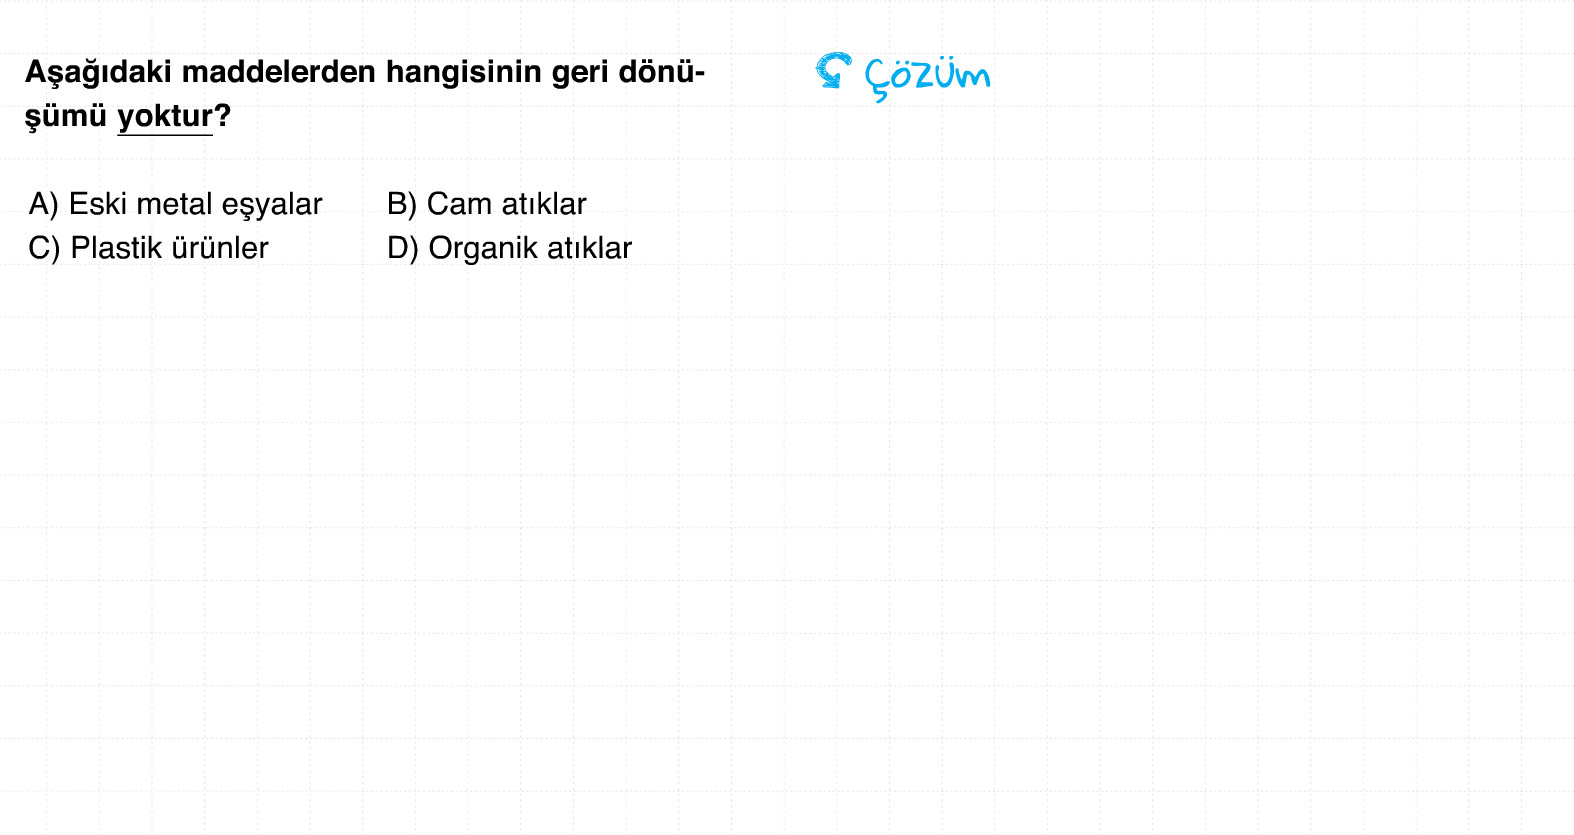 Aşağıdaki maddelerden hangisinin geri dönü-
şümü yoktur?
A) Eski metal eşyalar B) Cam atıklar
C) Plastik ürünler D) Organik atıklar
Çözüm